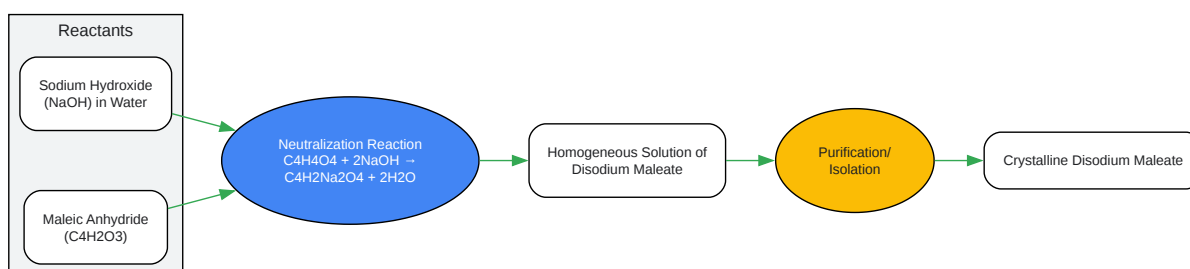 Reactants
Sodium Hydroxide
(NaOH) in Water
Maleic Anhydride
(C4H2O3)
Neutralization Reaction
C4H4O4 + 2NaOH →
C4H2Na2O4 + 2H2O
Homogeneous Solution of
Disodium Maleate
Purification/
Isolation
Crystalline Disodium Maleate